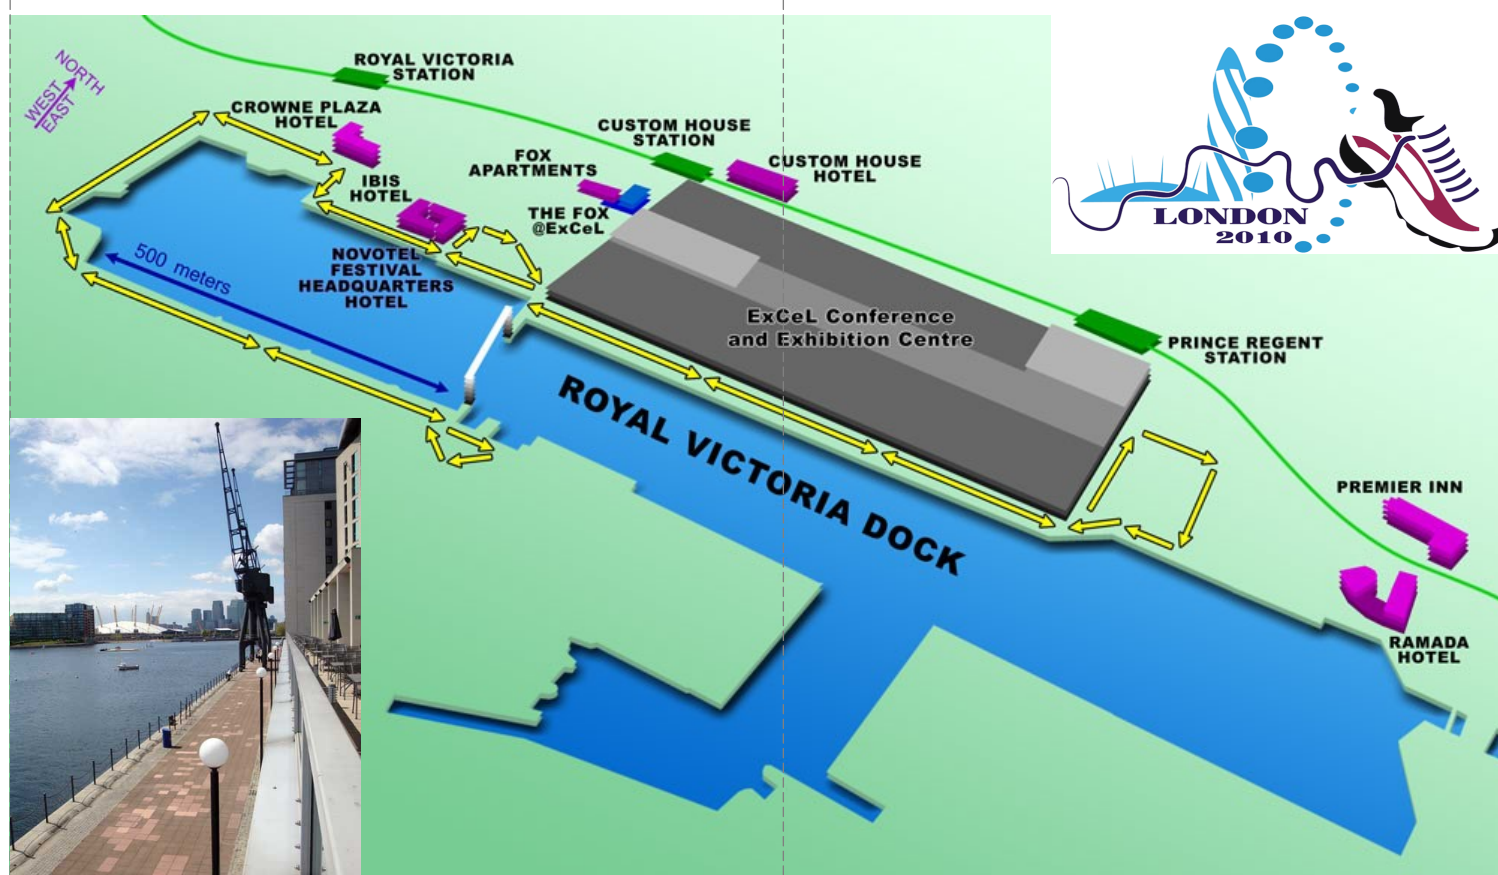 NORTH
WEST
EAST
ROYAL VICTORIA
STATION
CROWNE PLAZA
HOTEL
IBIS
HOTEL
FOX
APARTMENTS
CUSTOM HOUSE
STATION
CUSTOM HOUSE
HOTEL
THE FOX
@ExCeL
NOVOTEL
FESTIVAL
HEADQUARTERS
HOTEL
500 meters
ExCeL Conference
and Exhibition Centre
PRINCE REGENT
STATION
ROYAL VICTORIA DOCK
PREMIER INN
RAMADA
HOTEL
LONDON
2010